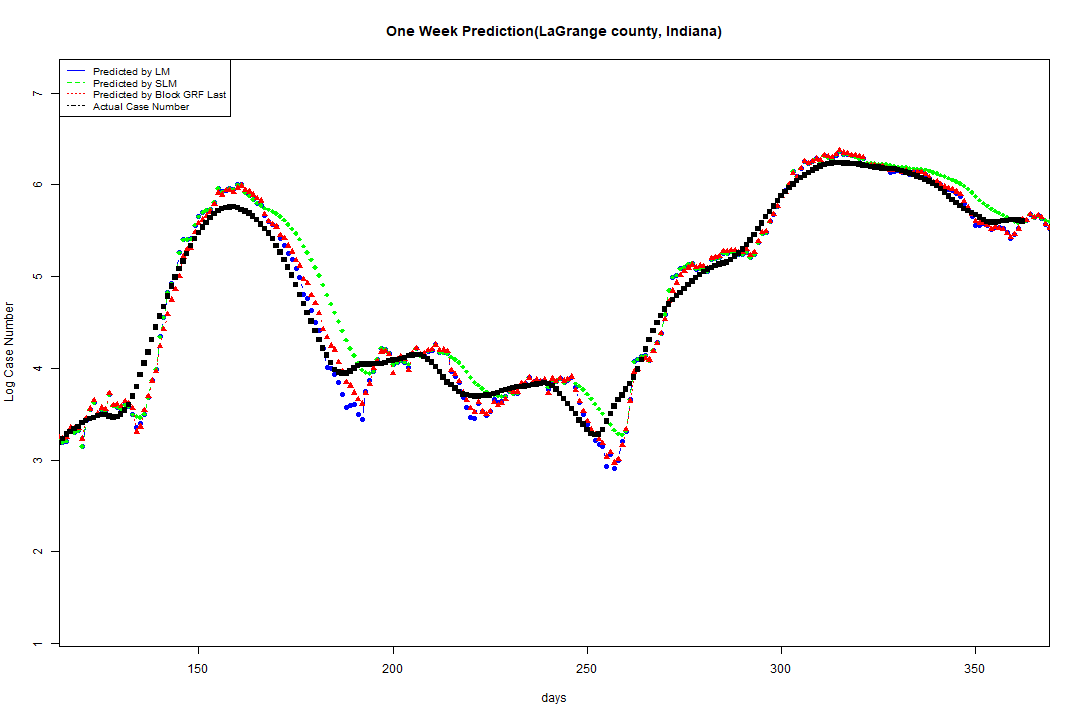 One Week Prediction(LaGrange county, Indiana)
Predicted by LM
Predicted by SLM
Predicted by Block GRF Last
Actual Case Number
7
6
5
4
3
2
1
Log Case Number
150 200 250 300 350
days